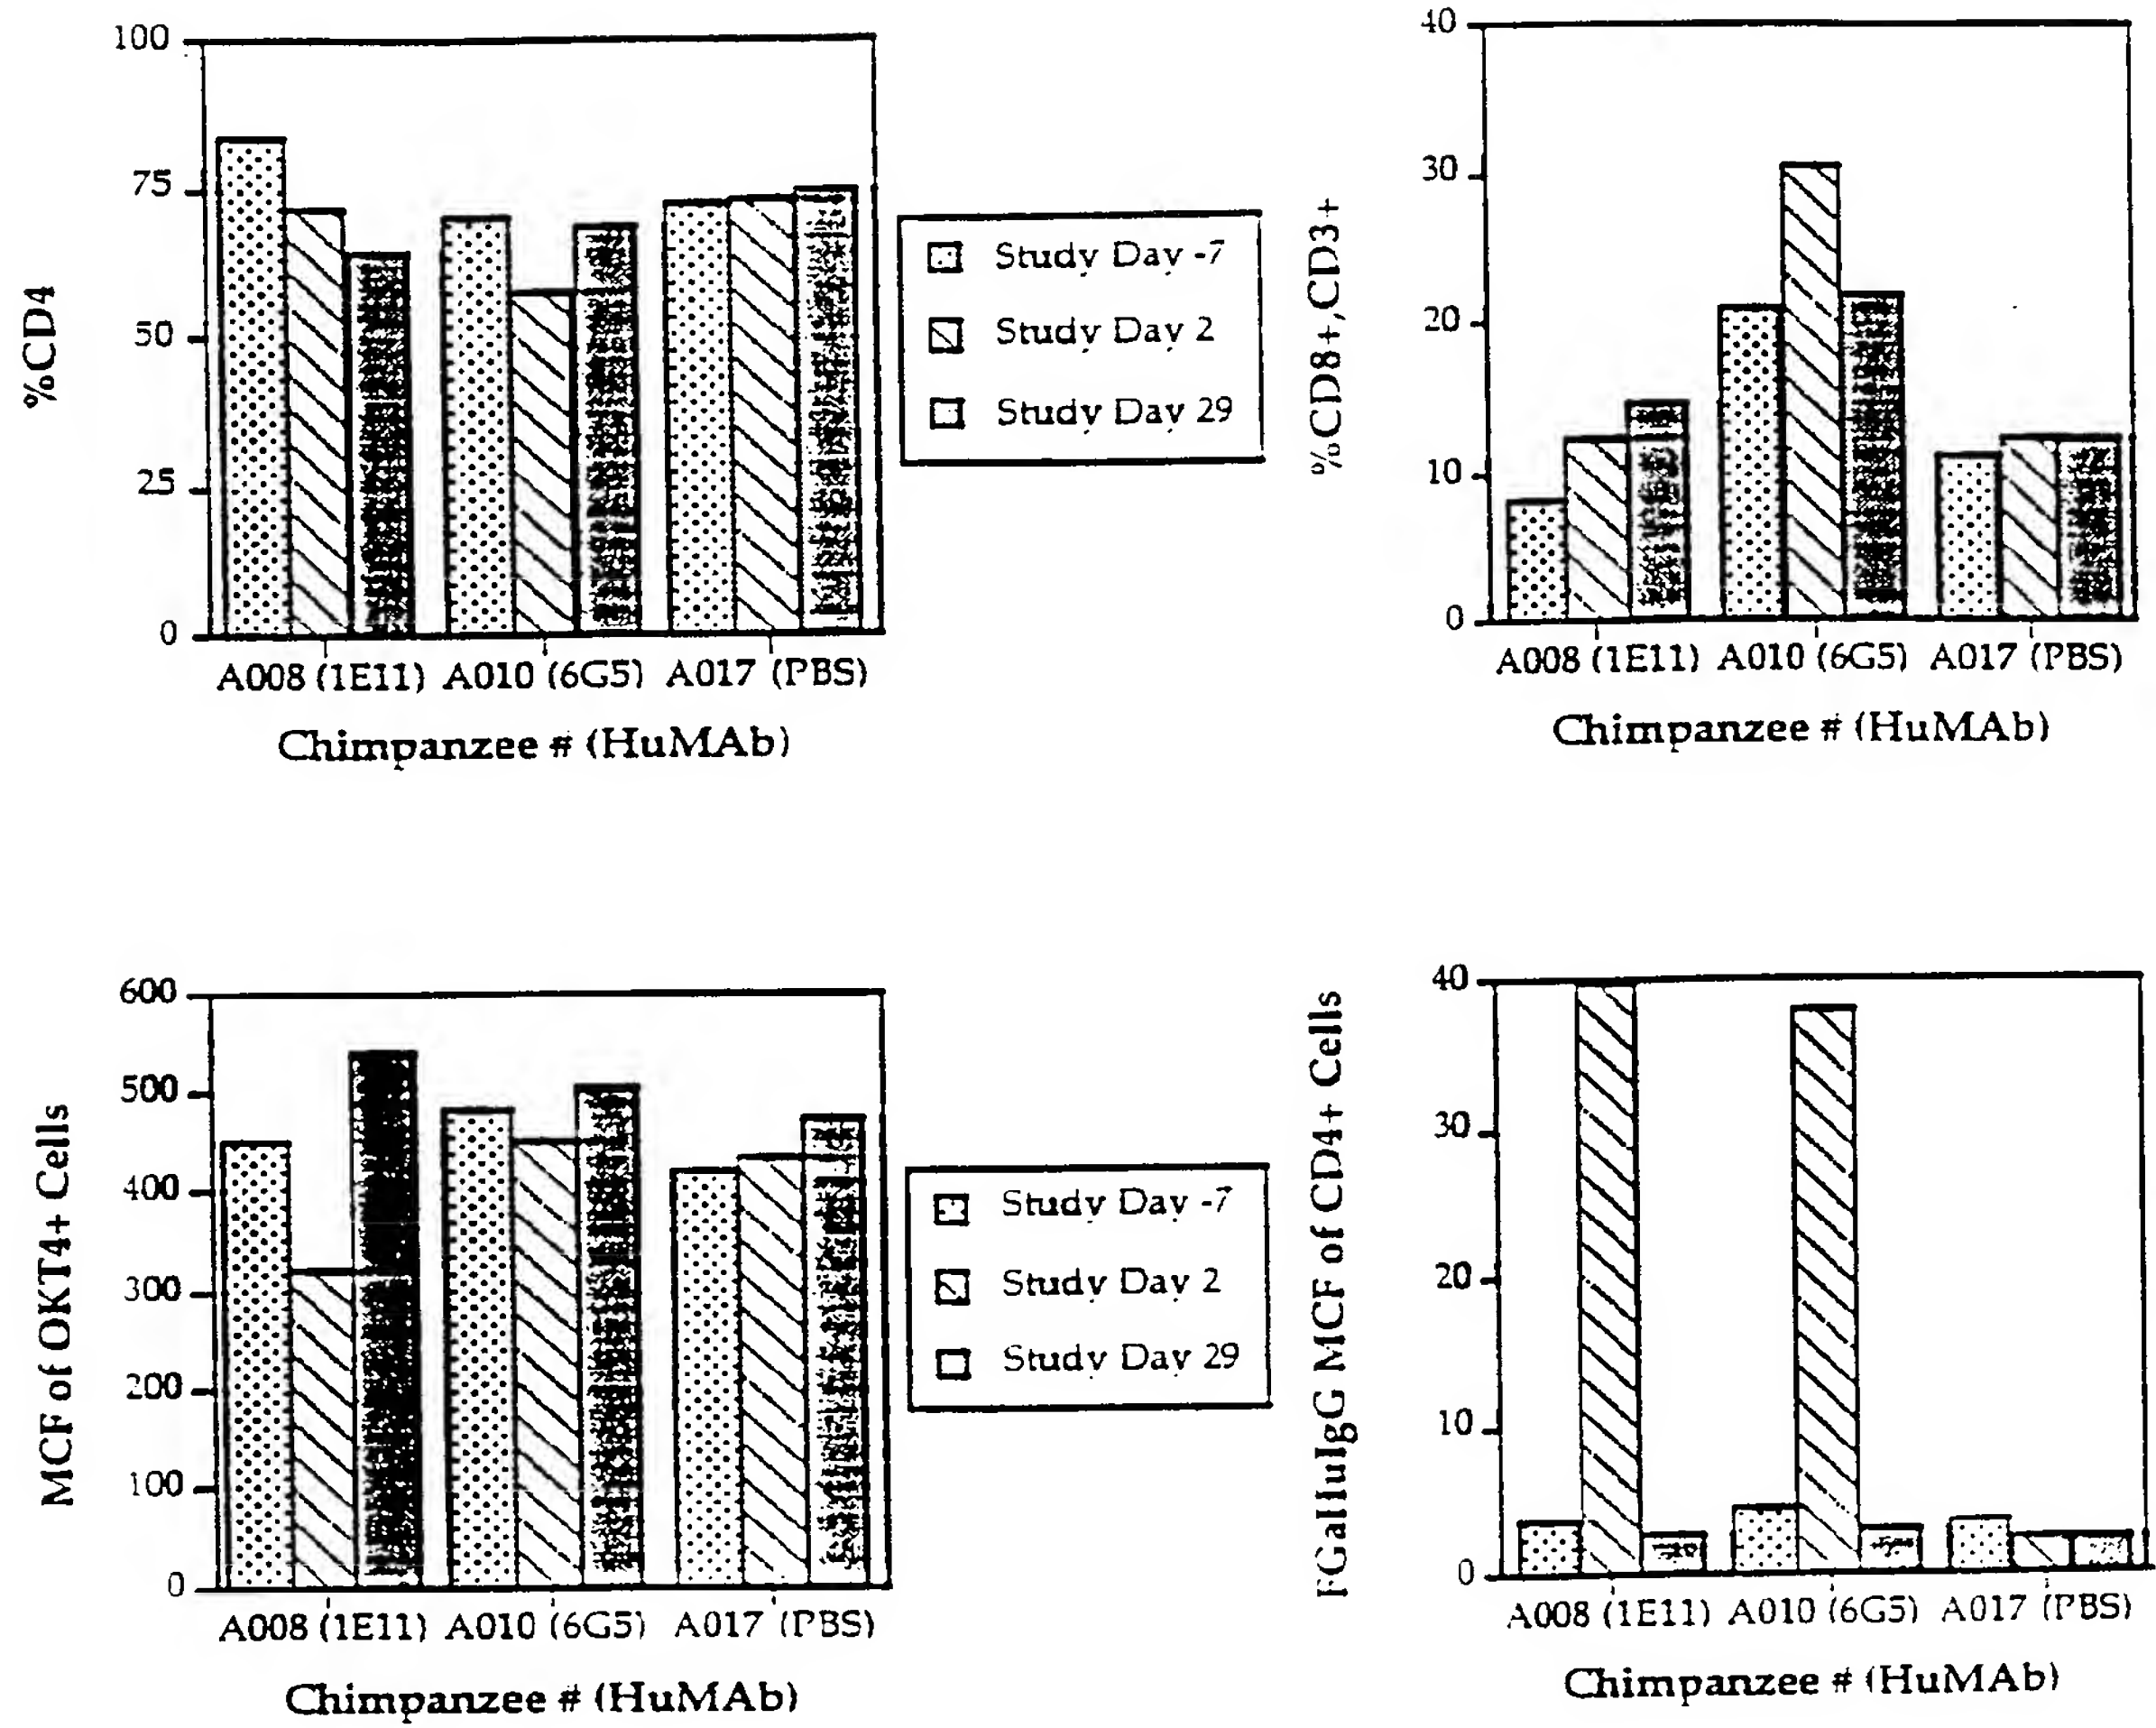 100
75
50
25
0
%CD4
A008 (1E11) A010 (6G5) A017 (PBS)
Chimpanzee # (HuMAb)
Study Day -7
Study Day 2
Study Day 29
40
30
20
10
0
%CD8+,CD3+
A008 (1E11) A010 (6G5) A017 (PBS)
Chimpanzee # (HuMAb)
600
500
400
300
200
100
0
MCF of OKT4+ Cells
A008 (1E11) A010 (6G5) A017 (PBS)
Chimpanzee # (HuMAb)
Study Day -7
Study Day 2
Study Day 29
40
30
20
10
0
MCF of CD4+ Cells
A008 (1E11) A010 (6G5) A017 (PBS)
Chimpanzee # (HuMAb)